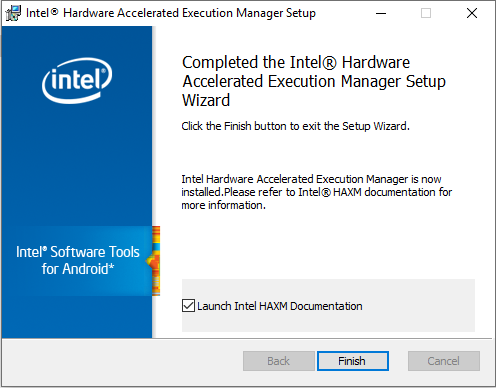 Intel® Hardware Accelerated Execution Manager Setup
intel
Completed the Intel® Hardware
Accelerated Execution Manager Setup
Wizard
Click the Finish button to exit the Setup Wizard.
Intel Hardware Accelerated Execution Manager is now
installed.Please refer to Intel® HAXM documentation for
more information.
Intel® Software Tools
for Android*
Launch Intel HAXM Documentation
Back
Finish
Cancel